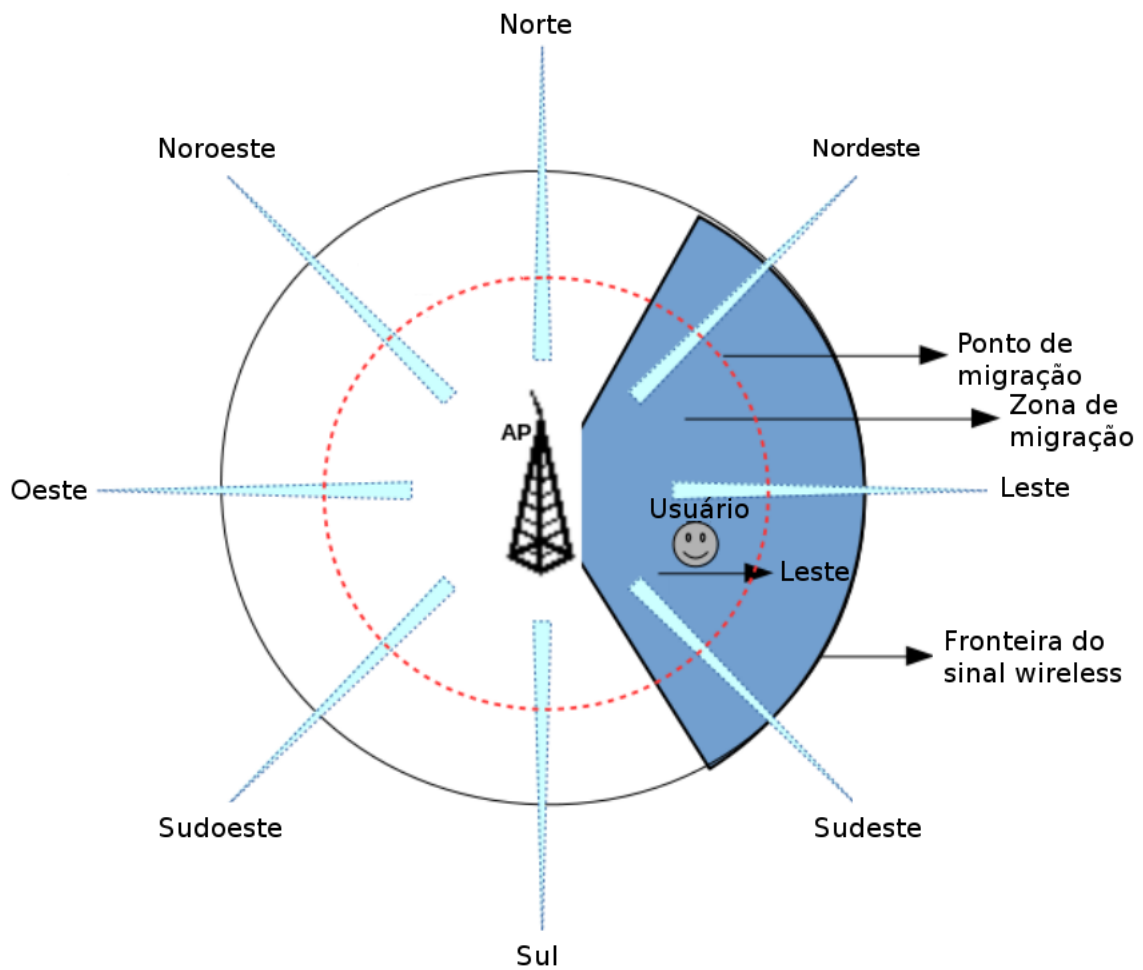 Norte
Noroeste
Nordeste
Ponto de
migração
Zona de
migração
AP
Oeste
Leste
Usuário
Leste
Fronteira do
sinal wireless
Sudoeste
Sudeste
Sul